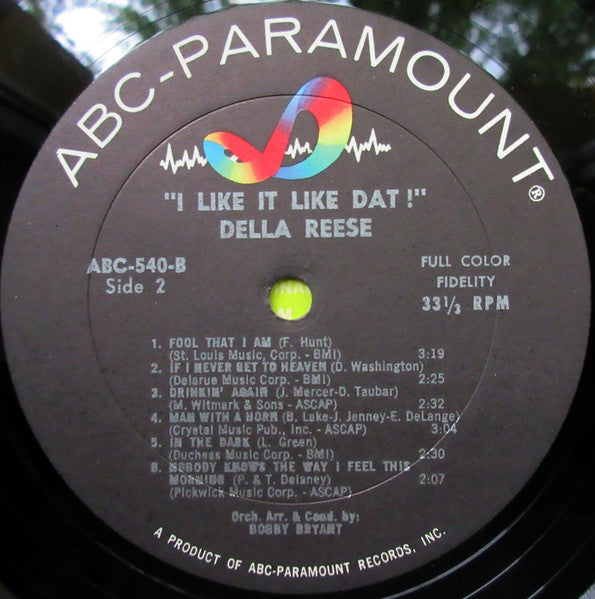 ABC-PARAMOUNT®
"I LIKE IT LIKE DAT!"
DELLA REESE
ABC-540-B
Side 2
FULL COLOR
FIDELITY
33⅓ RPM
1. FOOL THAT I AM (F. Hunt)
(St. Louis Music, Corp. - BMI) 3:19
2. IF I NEVER GET TO HEAVEN (D. Washington)
(Delarue Music Corp. - BMI) 2:25
3. DRINKIN' AGAIN (J. Mercer-D. Taubar)
(M. Witmark & Sons - ASCAP) 2:32
4. MAN WITH A HORN (B. Lake-J. Jenney-E. DeLange)
(Crystal Music Pub., Inc. - ASCAP) 3:04
5. IN THE DARK (L. Green)
(Duchess Music Corp. - BMI) 2:30
6. NOBODY KNOWS THE WAY I FEEL THIS
MORNING (P. & T. Delaney) 2:07
(Pickwick Music Corp. - ASCAP)
Orch. Arr. & Cond. by:
BOBBY BRYANT
A PRODUCT OF ABC-PARAMOUNT RECORDS, INC.